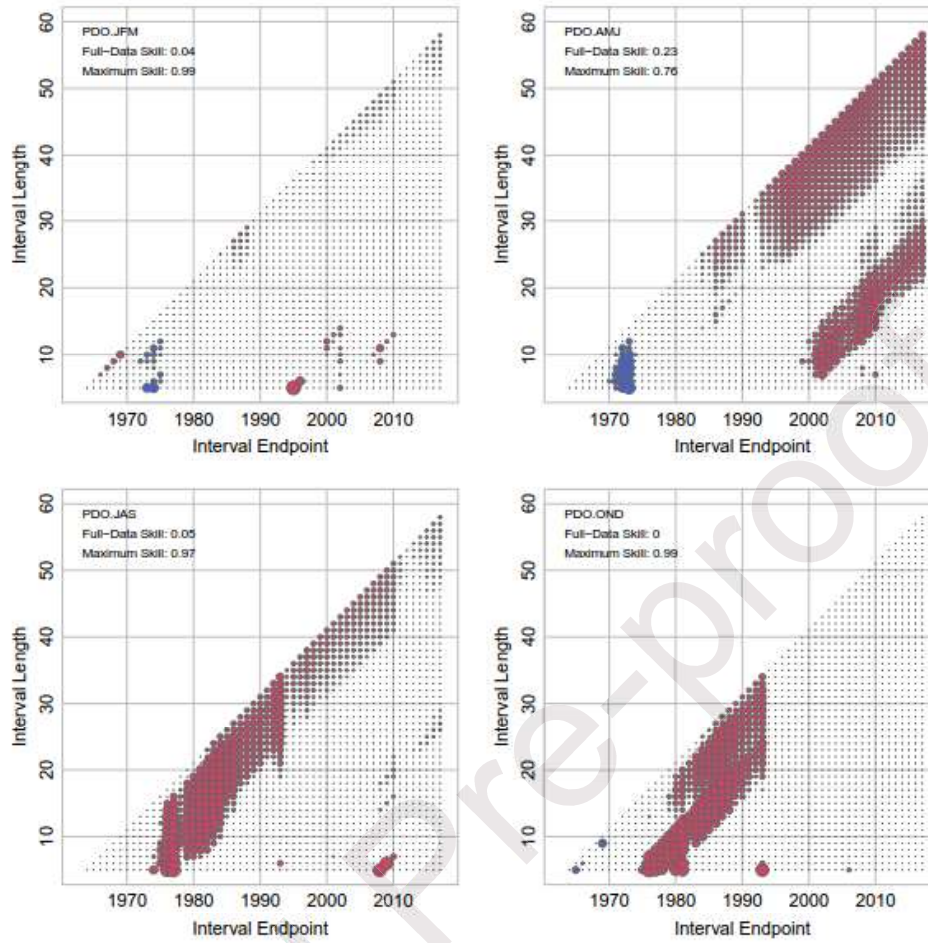 PDO.JFM
Full-Data Skill: 0.04
Maximum Skill: 0.99
60
50
40
30
20
10
Interval Length
1970 1980 1990 2000 2010
Interval Endpoint
PDO.AMJ
Full-Data Skill: 0.23
Maximum Skill: 0.76
60
50
40
30
20
10
Interval Length
1970 1980 1990 2000 2010
Interval Endpoint
PDO.JAS
Full-Data Skill: 0.05
Maximum Skill: 0.97
60
50
40
30
20
10
Interval Length
1970 1980 1990 2000 2010
Interval Endpoint
PDO.OND
Full-Data Skill: 0
Maximum Skill: 0.99
60
50
40
30
20
10
Interval Length
1970 1980 1990 2000 2010
Interval Endpoint
Pre-proof